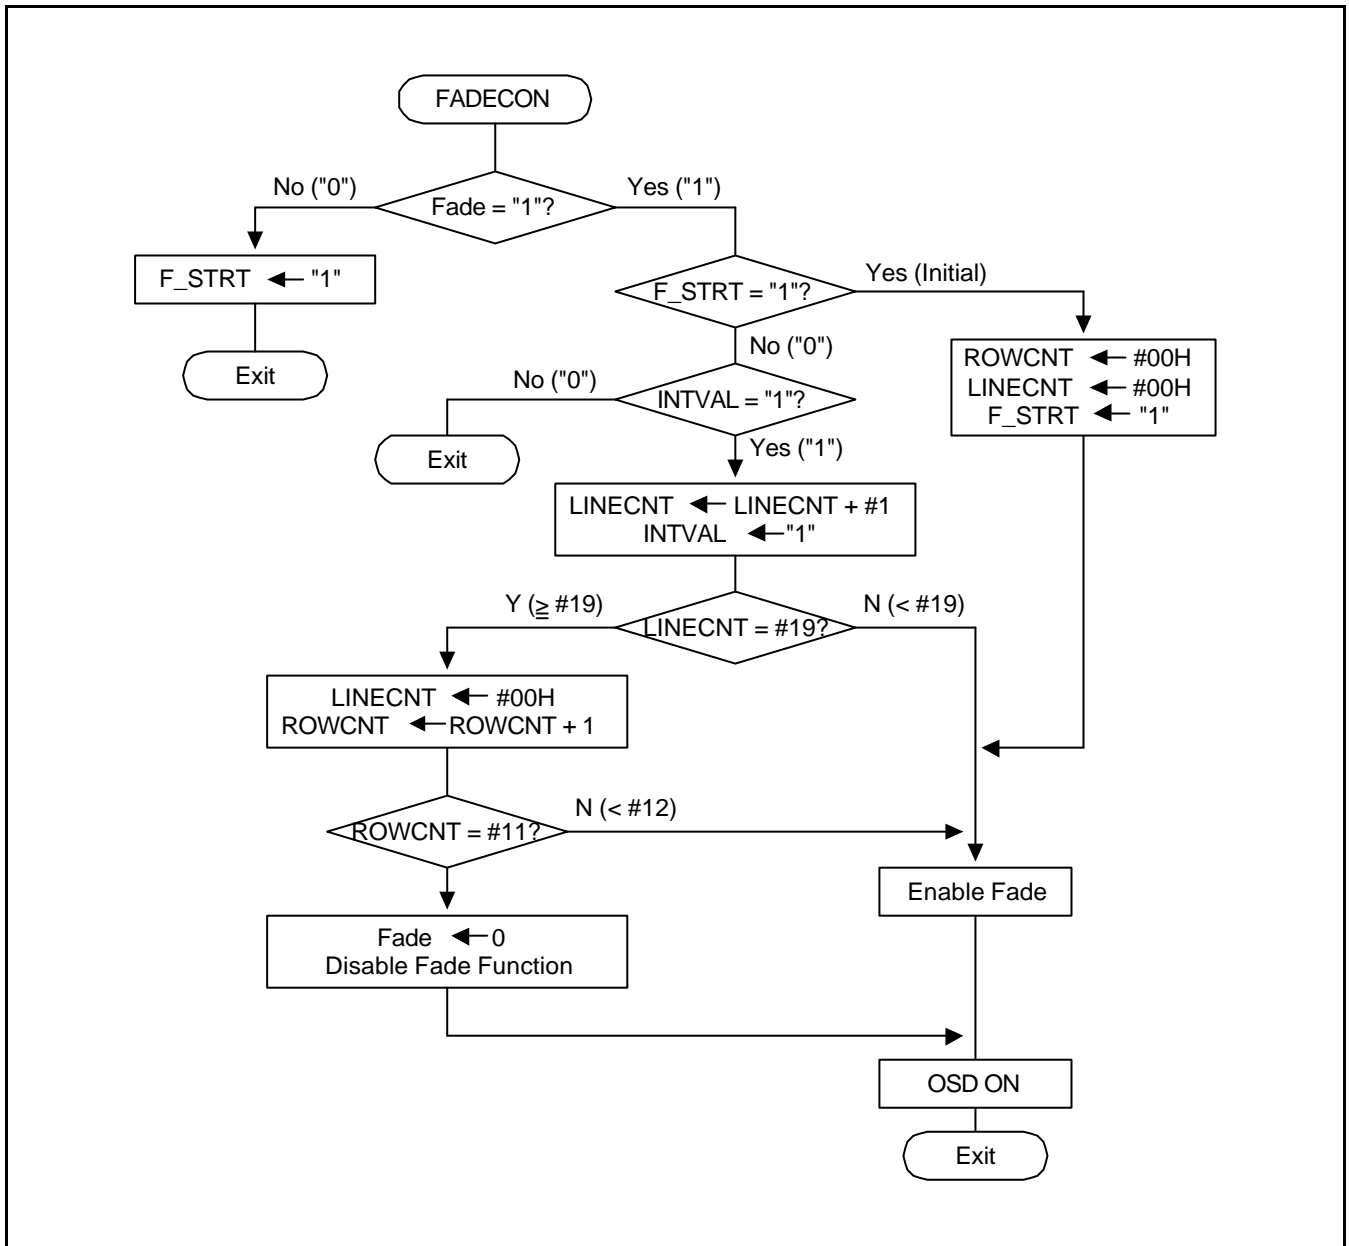 FADECON
No ("0")
Yes ("1")
Fade = "1"?
F_STRT ← "1"
Exit
F_STRT = "1"?
Yes (Initial)
ROWCNT ← #00H
LINECNT ← #00H
F_STRT ← "1"
No ("0")
No ("0")
INTVAL = "1"?
Exit
Yes ("1")
LINECNT ← LINECNT + #1
INTVAL ← "1"
Y (≧ #19)
N (< #19)
LINECNT = #19?
LINECNT ← #00H
ROWCNT ← ROWCNT + 1
N (< #12)
ROWCNT = #11?
Enable Fade
Fade ← 0
Disable Fade Function
OSD ON
Exit